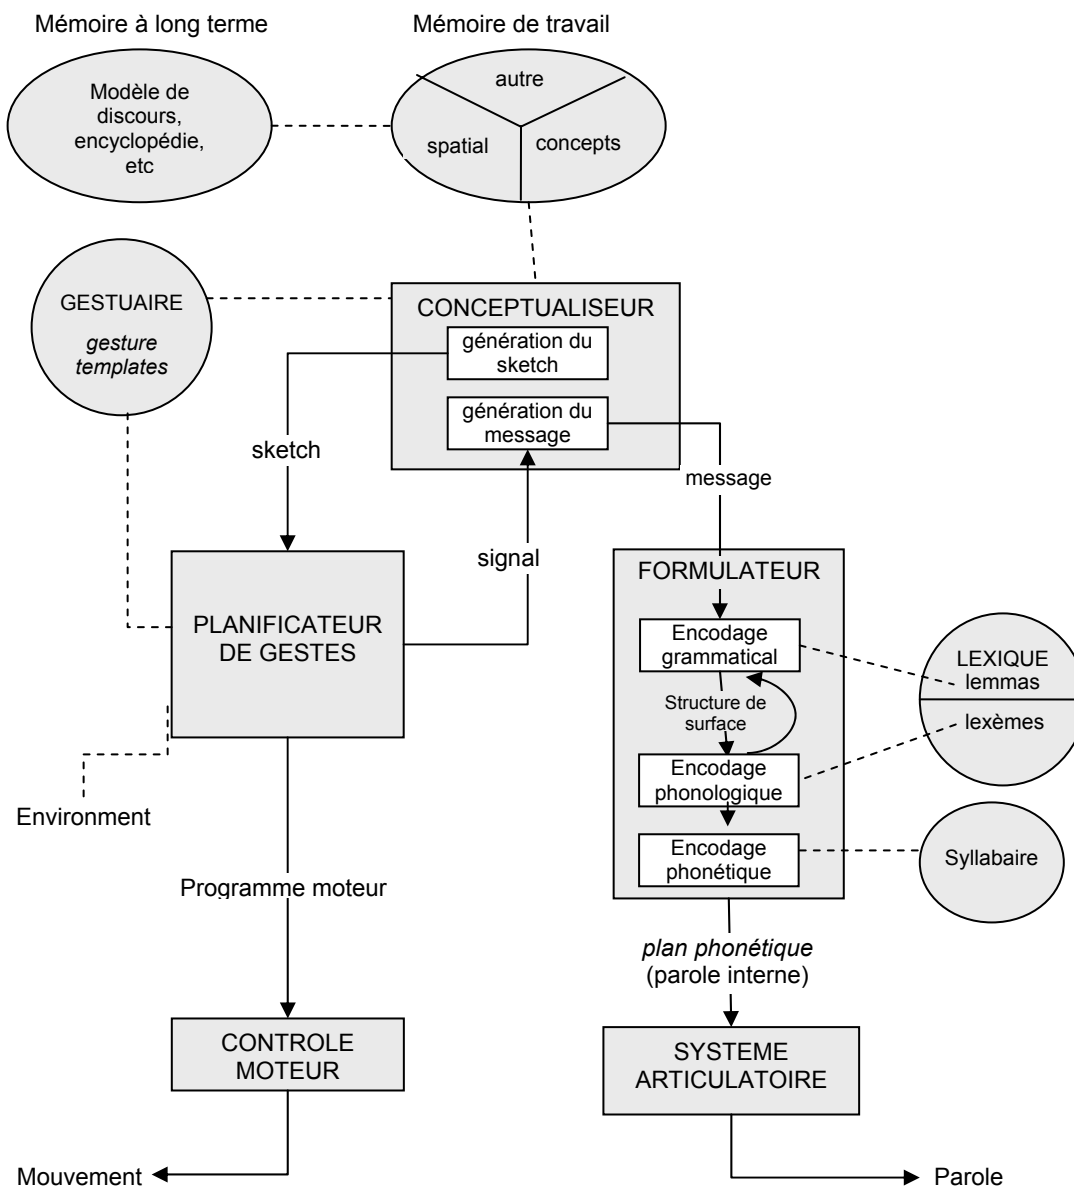 Mémoire à long terme
Mémoire de travail
Modèle de
discours,
encyclopédie,
etc
autre
spatial
concepts
GESTUAIRE
gesture
templates
CONCEPTUALISEUR
génération du
sketch
génération du
message
sketch
signal
message
PLANIFICATEUR
DE GESTES
FORMULATEUR
Encodage
grammatical
Structure de
surface
Encodage
phonologique
Encodage
phonétique
LEXIQUE
lemmas
lexèmes
Syllabaire
Environment
Programme moteur
plan phonétique
(parole interne)
CONTROLE
MOTEUR
SYSTEME
ARTICULATOIRE
Mouvement
Parole